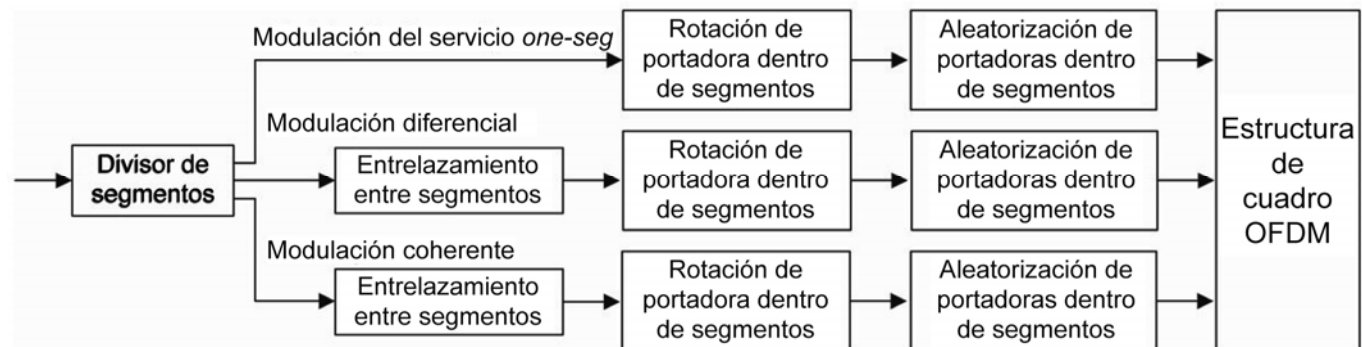 Modulación del servicio one-seg
Rotación de
portadora dentro
de segmentos
Aleatorización de
portadoras dentro
de segmentos
Modulación diferencial
Divisor de
segmentos
Entrelazamiento
entre segmentos
Rotación de
portadora dentro
de segmentos
Aleatorización de
portadoras dentro
de segmentos
Modulación coherente
Entrelazamiento
entre segmentos
Rotación de
portadora dentro
de segmentos
Aleatorización de
portadoras dentro
de segmentos
Estructura
de
cuadro
OFDM